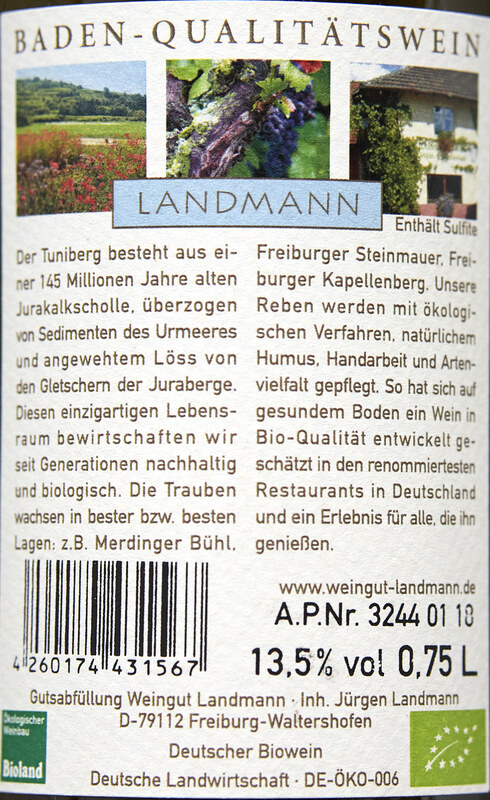 BADEN-QUALITÄTSWEIN
LANDMANN
Enthält Sulfite
Der Tuniberg besteht aus ei-
ner 145 Millionen Jahre alten
Jurakalkscholle, überzogen
von Sedimenten des Urmeeres
und angewehtem Löss von
den Gletschern der Juraberge.
Diesen einzigartigen Lebens-
raum bewirtschaften wir
seit Generationen nachhaltig
und biologisch. Die Trauben
wachsen in bester bzw. besten
Lagen: z.B. Merdinger Bühl,
Freiburger Steinmauer, Frei-
burger Kapellenberg. Unsere
Reben werden mit ökologi-
schen Verfahren, natürlichem
Humus, Handarbeit und Arten-
vielfalt gepflegt. So hat sich auf
gesundem Boden ein Wein in
Bio-Qualität entwickelt ge-
schätzt in den renommiertesten
Restaurants in Deutschland
und ein Erlebnis für alle, die ihn
genießen.
www.weingut-landmann.de
A.P.Nr. 3244 01 18
4 260174 431567
13,5% vol 0,75 L
Gutsabfüllung Weingut Landmann · Inh. Jürgen Landmann
D-79112 Freiburg-Waltershofen
Deutscher Biowein
Deutsche Landwirtschaft · DE-ÖKO-006
Ökologischer
Weinbau
Bioland